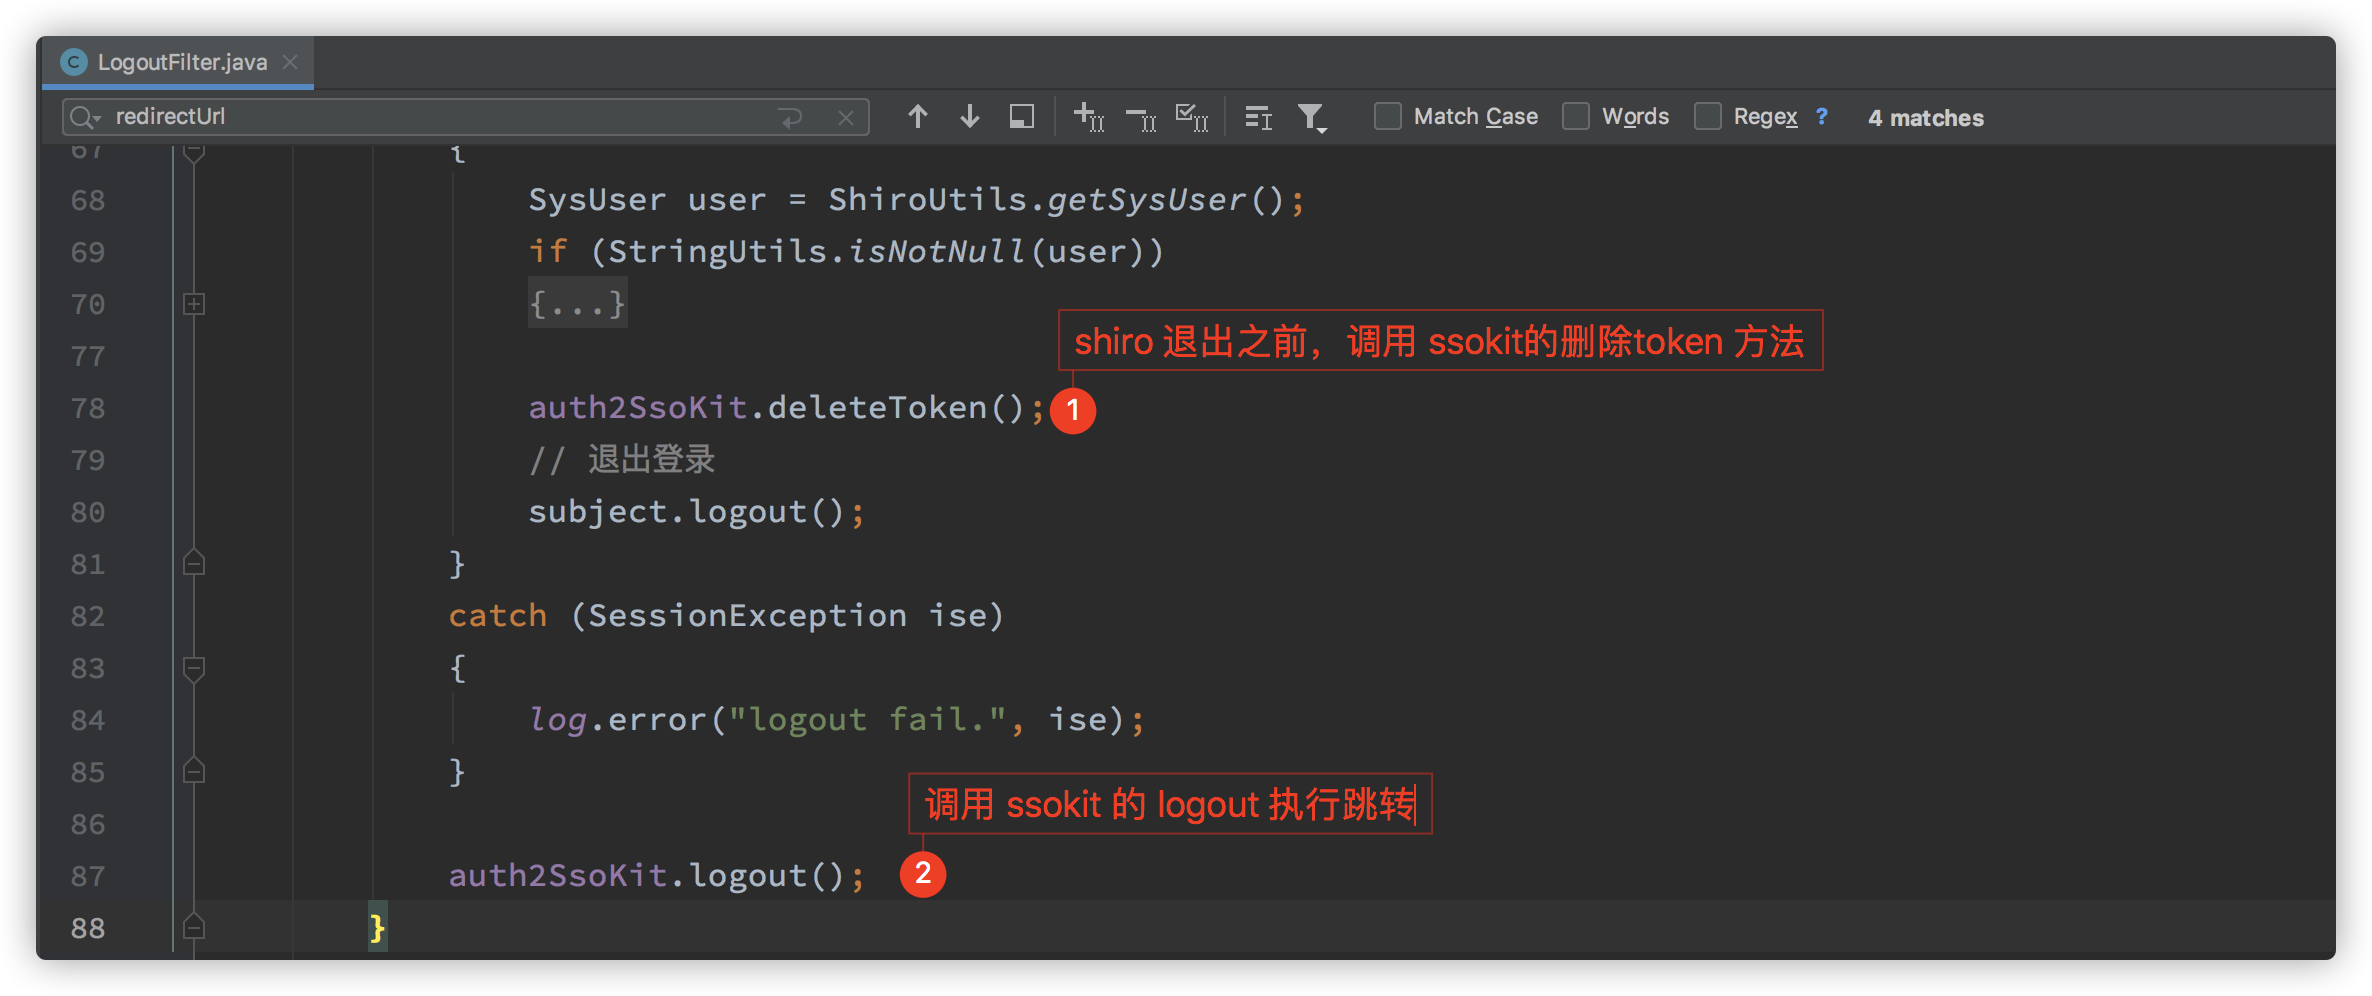 LogoutFilter.java
redirectUrl
Match Case
Words
Regex
?
4 matches
67 {
68 SysUser user = ShiroUtils.getSysUser();
69 if (StringUtils.isNotNull(user))
70 {...}
shiro 退出之前，调用 ssokit的删除token 方法
77
78 auth2SsoKit.deleteToken(); 1
79 // 退出登录
80 subject.logout();
81 }
82 catch (SessionException ise)
83 {
84 log.error("logout fail.", ise);
85 }
调用 ssokit 的 logout 执行跳转
86
87 auth2SsoKit.logout(); 2
88 }